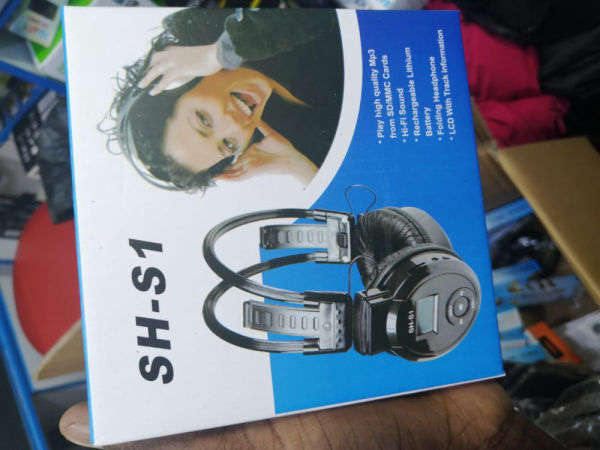 SH-S1
• Play high quality Mp3
from SD/MMC Cards
• Hi-Fi Sound
• Rechargeable Lithium
Battery
• Folding Headphone
• LCD With Track Information
SH-S1